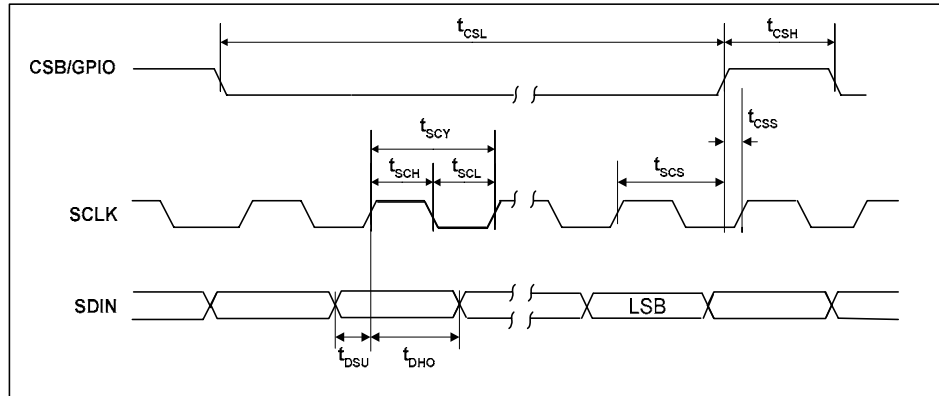 tCSL
tCSH
CSB/GPIO
tCSS
tSCY
tSCH
tSCL
tSCS
SCLK
SDIN
LSB
tDSU
tDHO